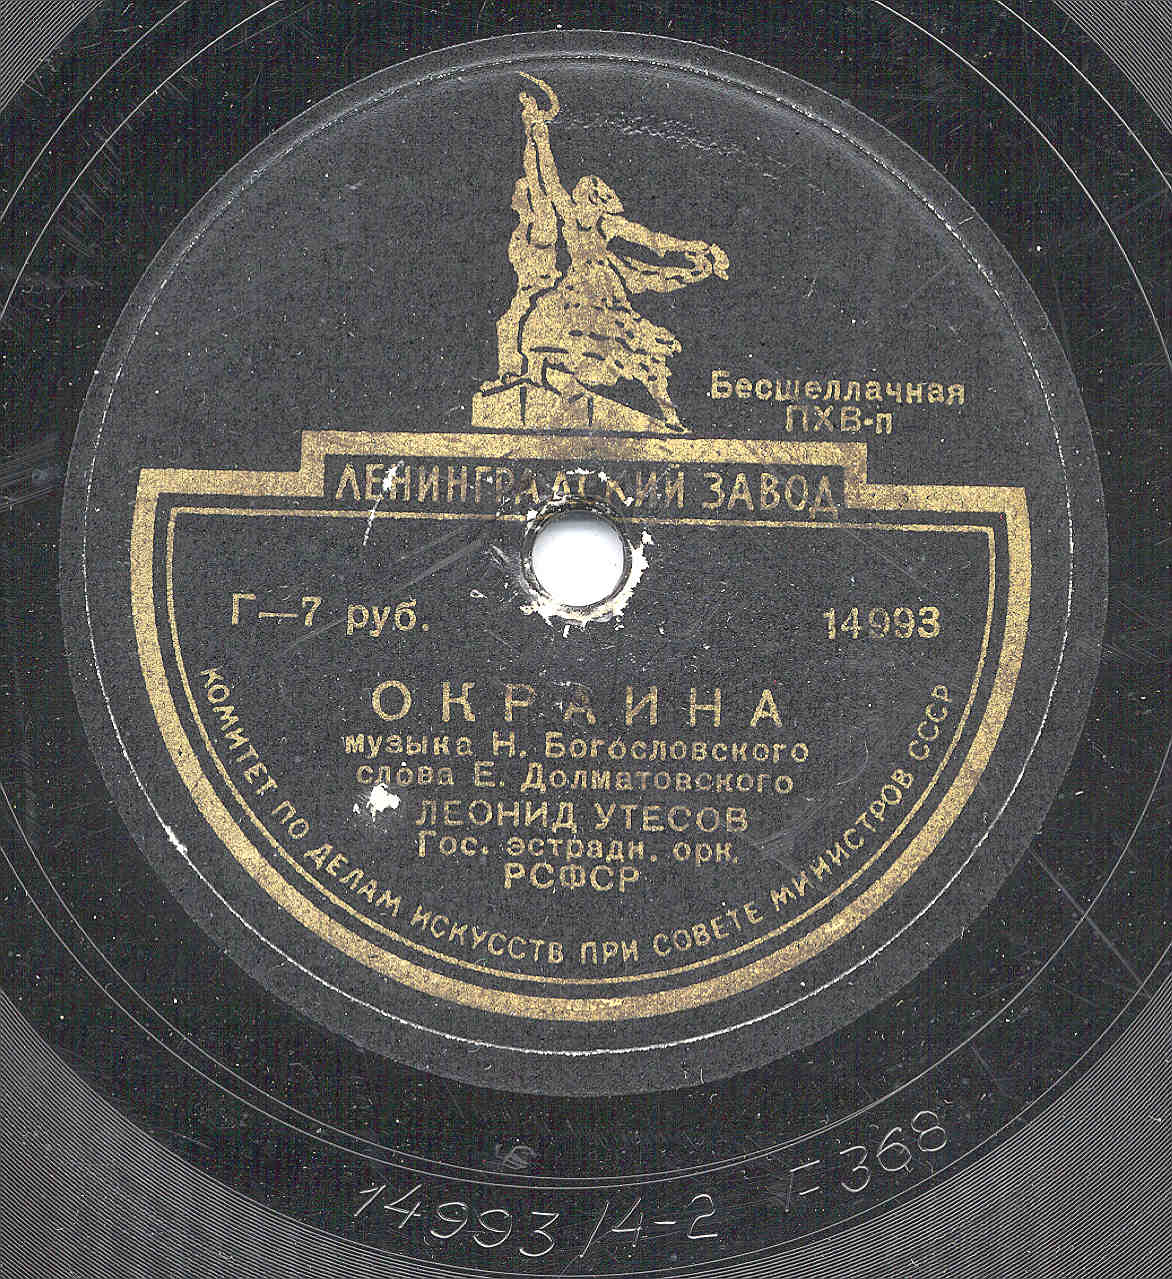 Бесшеллачная
ПХВ-п
ЛЕНИНГРАДСКИЙ ЗАВОД
Г—7 руб.
14993
ОКРАИНА
музыка Н. Богословского
слова Е. Долматовского
ЛЕОНИД УТЕСОВ
Гос. эстрадн. орк.
РСФСР
КОМИТЕТ ПО ДЕЛАМ ИСКУССТВ ПРИ СОВЕТЕ МИНИСТРОВ СССР
14993/4-2 F368